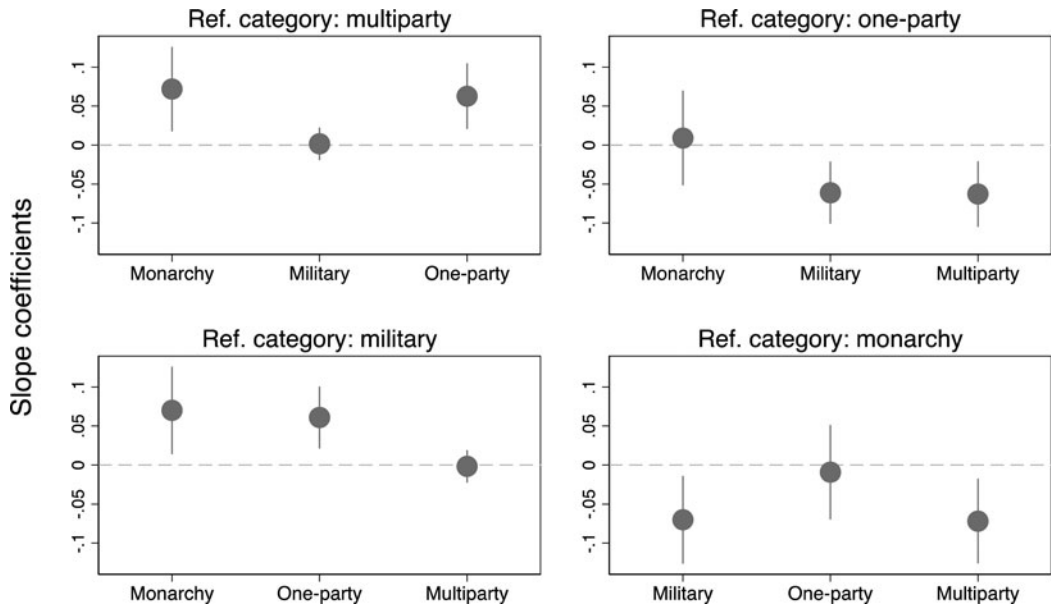 Slope coefficients
Ref. category: multiparty
.1
.05
0
-.05
-.1
Monarchy Military One-party
Ref. category: one-party
.1
.05
0
-.05
-.1
Monarchy Military Multiparty
Ref. category: military
.1
.05
0
-.05
-.1
Monarchy One-party Multiparty
Ref. category: monarchy
.1
.05
0
-.05
-.1
Military One-party Multiparty